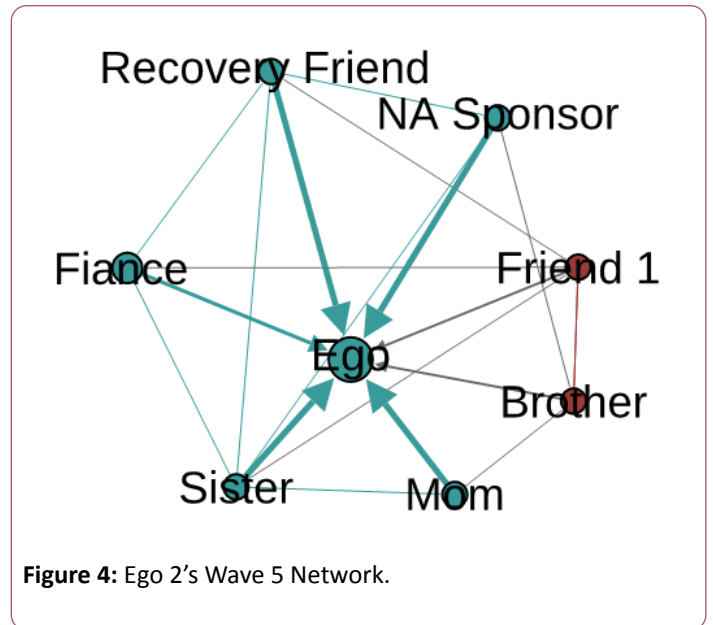 Recovery Friend
NA Sponsor
Fiance
Friend 1
Ego
Brother
Sister
Mom
Figure 4: Ego 2’s Wave 5 Network.